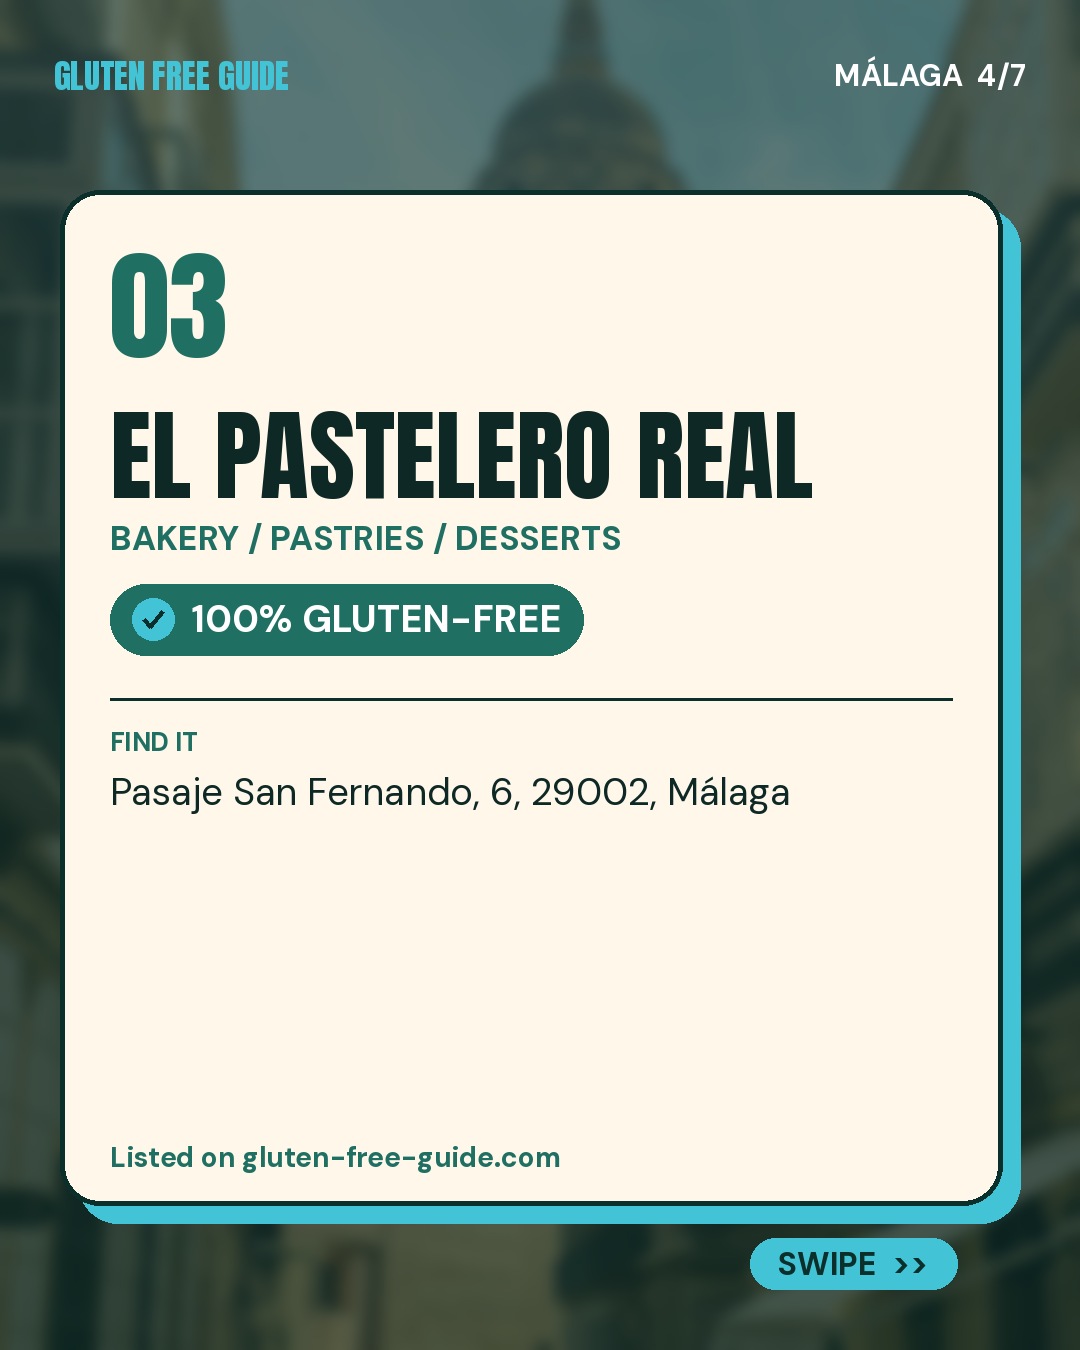 GLUTEN FREE GUIDE
MÁLAGA 4/7
03
EL PASTELERO REAL
BAKERY / PASTRIES / DESSERTS
100% GLUTEN-FREE
FIND IT
Pasaje San Fernando, 6, 29002, Málaga
Listed on gluten-free-guide.com
SWIPE >>